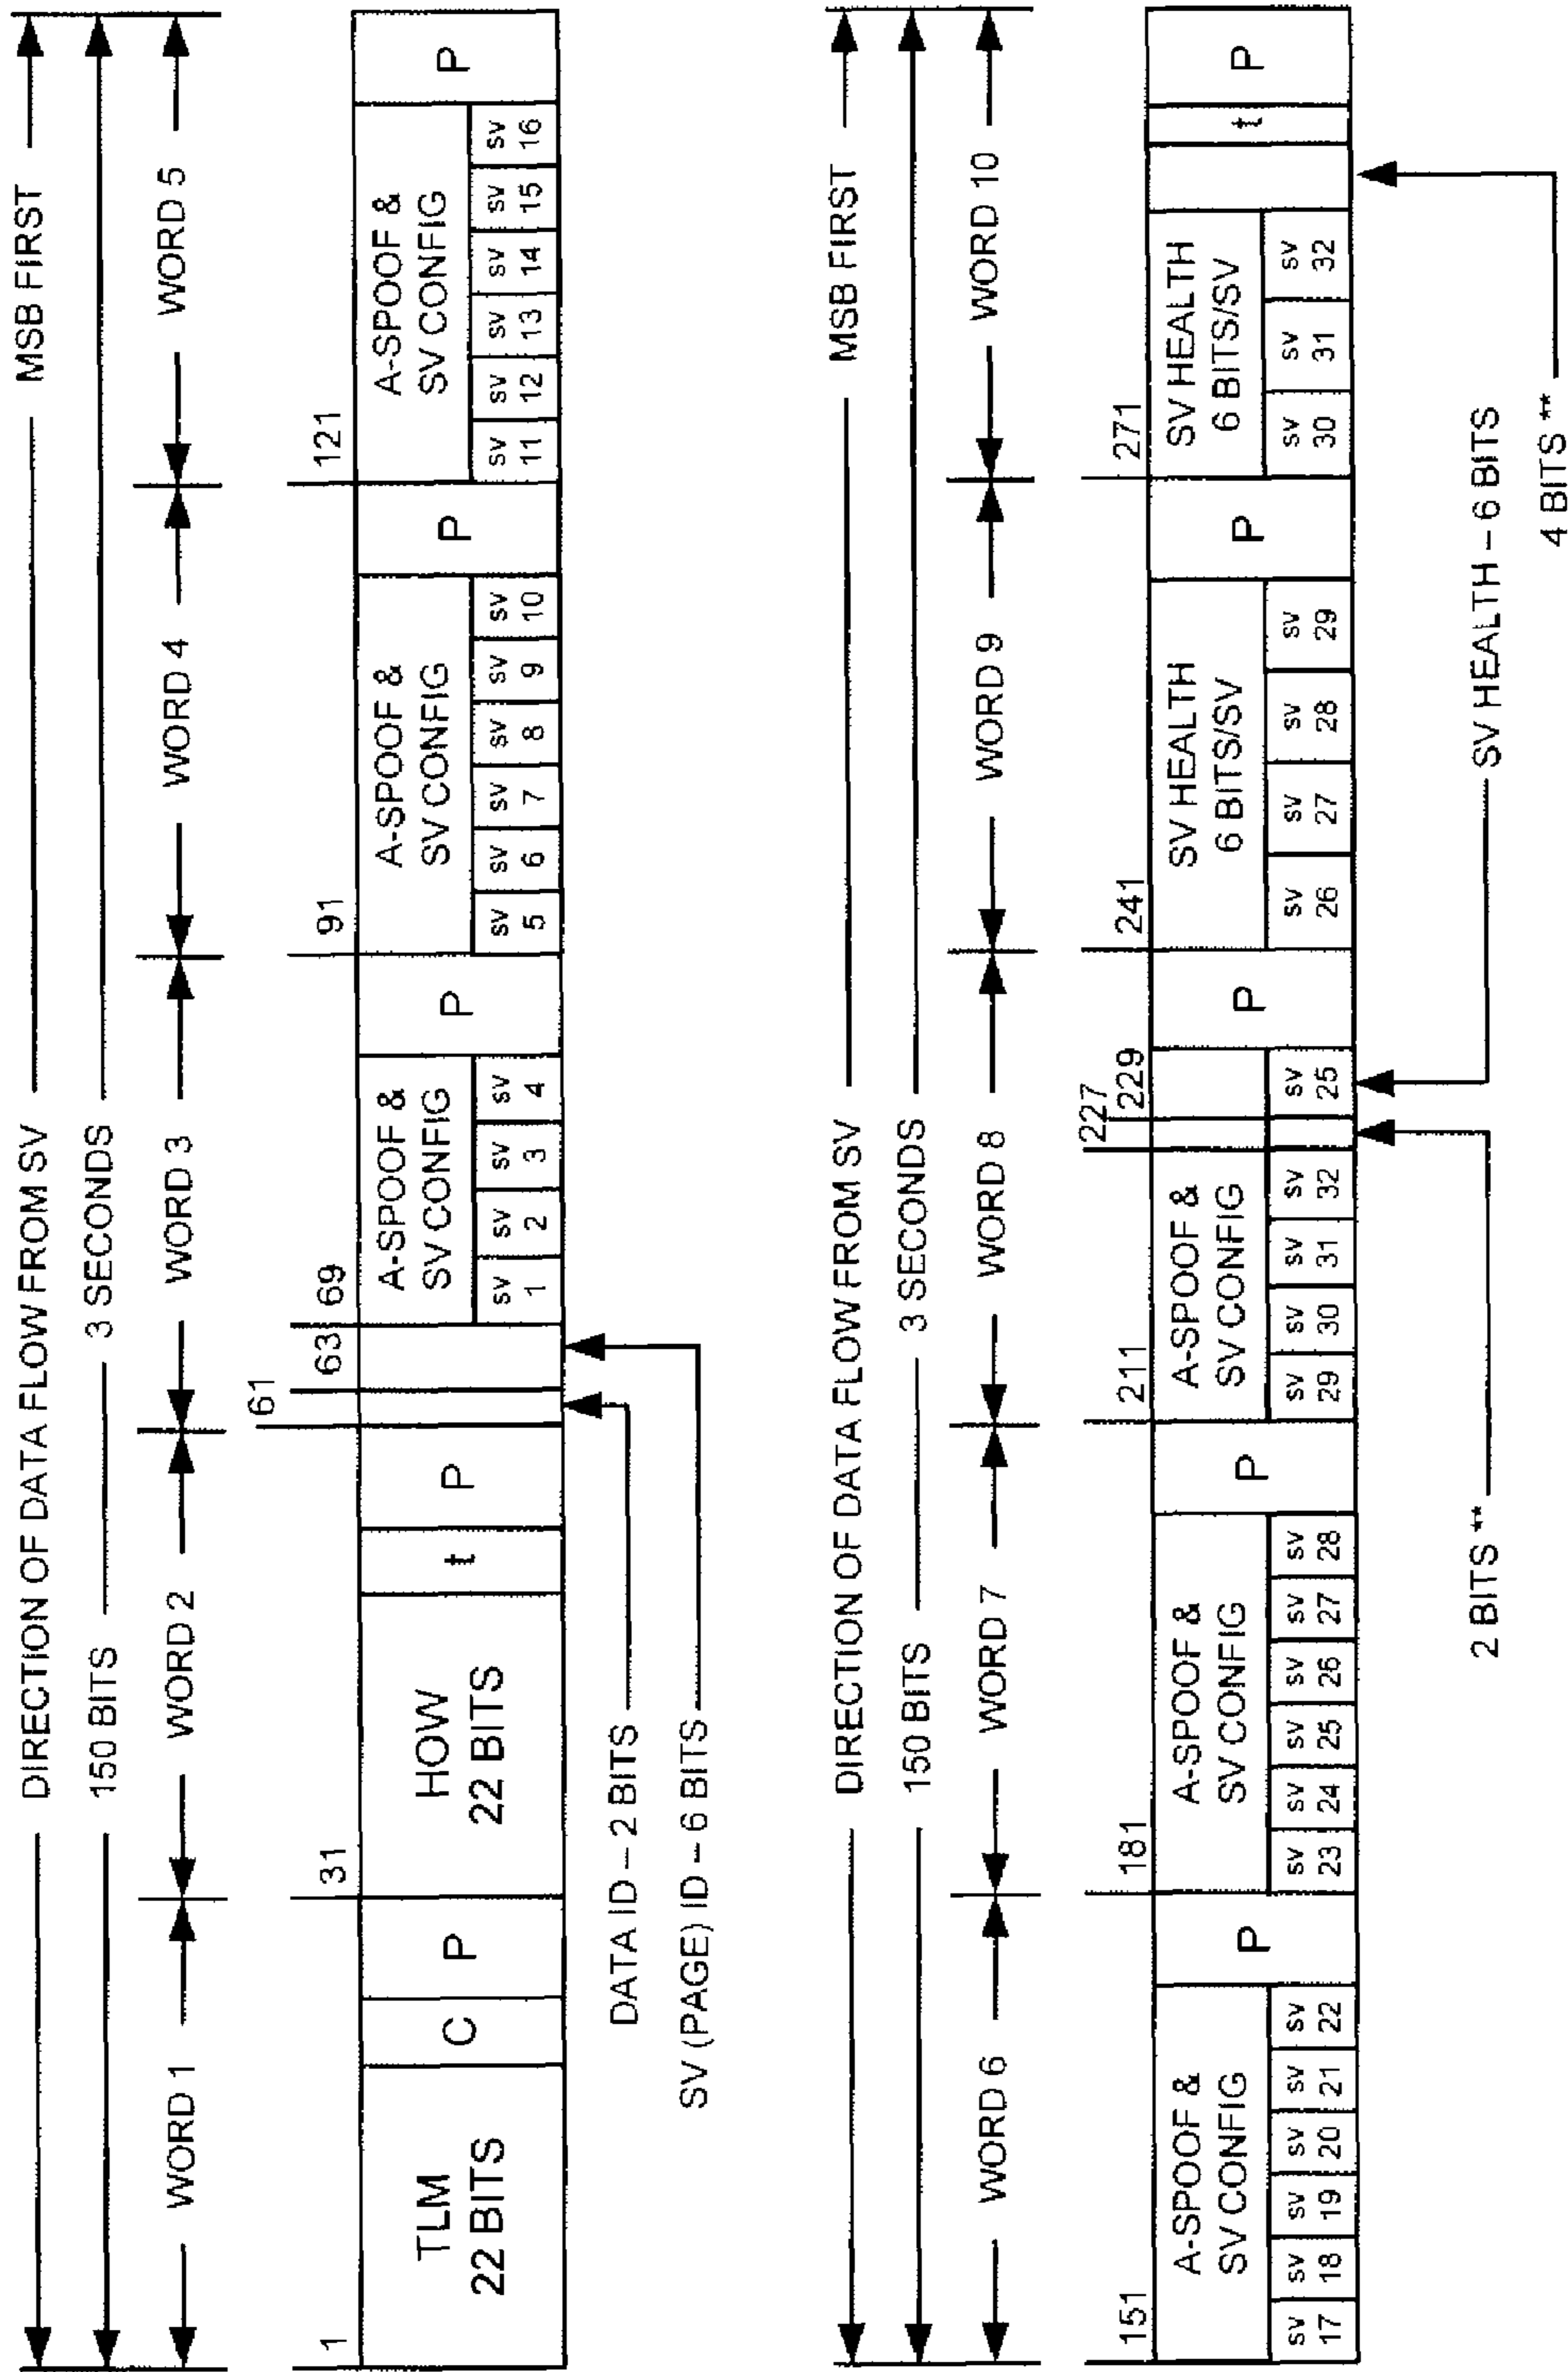 DIRECTION OF DATA FLOW FROM SV MSB FIRST
150 BITS 3 SECONDS
WORD 1 WORD 2 WORD 3 WORD 4 WORD 5
1 31 61 63 69 91 121
TLM
22 BITS
C
P
HOW
22 BITS
t
P
A-SPOOF &
SV CONFIG
SV SV SV SV
1 2 3 4
P
A-SPOOF &
SV CONFIG
SV SV SV SV SV SV
5 6 7 8 9 10
P
A-SPOOF &
SV CONFIG
SV SV SV SV SV SV
11 12 13 14 15 16
P
DATA ID – 2 BITS
SV (PAGE) ID – 6 BITS
DIRECTION OF DATA FLOW FROM SV MSB FIRST
150 BITS 3 SECONDS
WORD 6 WORD 7 WORD 8 WORD 9 WORD 10
151 181 211 227 229 241 271
A-SPOOF &
SV CONFIG
SV SV SV SV SV SV
17 18 19 20 21 22
P
A-SPOOF &
SV CONFIG
SV SV SV SV SV SV
23 24 25 26 27 28
P
A-SPOOF &
SV CONFIG
SV SV SV SV
29 30 31 32
SV
25
P
SV HEALTH
6 BITS/SV
SV SV SV SV
26 27 28 29
P
SV HEALTH
6 BITS/SV
SV SV SV
30 31 32
t
P
2 BITS ** SV HEALTH – 6 BITS
4 BITS **